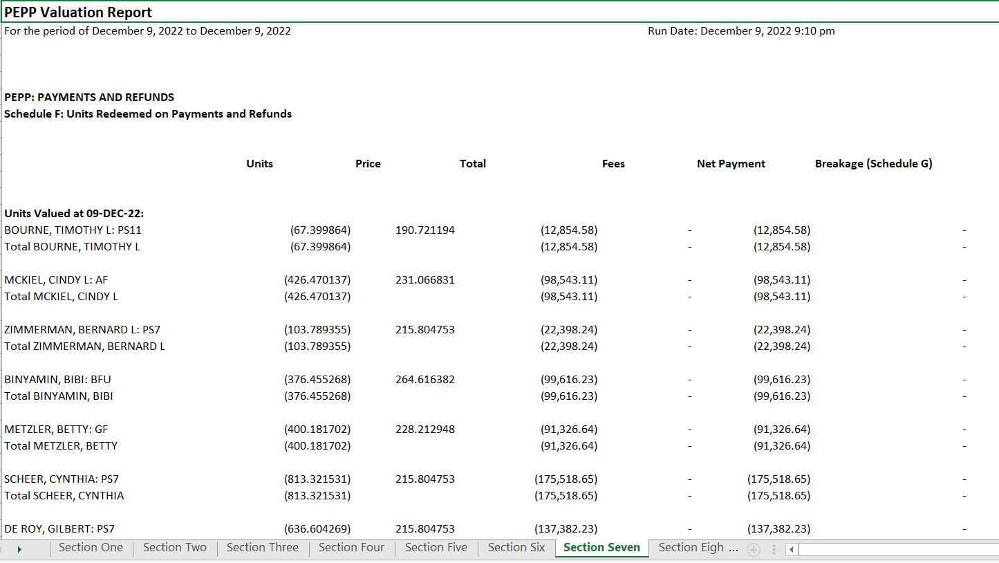 PEPP Valuation Report
For the period of December 9, 2022 to December 9, 2022 Run Date: December 9, 2022 9:10 pm
PEPP: PAYMENTS AND REFUNDS
Schedule F: Units Redeemed on Payments and Refunds
Units Price Total Fees Net Payment Breakage (Schedule G)
Units Valued at 09-DEC-22:
BOURNE, TIMOTHY L: PS11 (67.399864) 190.721194 (12,854.58) - (12,854.58) -
Total BOURNE, TIMOTHY L (67.399864) (12,854.58) - (12,854.58) -
MCKIEL, CINDY L: AF (426.470137) 231.066831 (98,543.11) - (98,543.11) -
Total MCKIEL, CINDY L (426.470137) (98,543.11) - (98,543.11) -
ZIMMERMAN, BERNARD L: PS7 (103.789355) 215.804753 (22,398.24) - (22,398.24) -
Total ZIMMERMAN, BERNARD L (103.789355) (22,398.24) - (22,398.24) -
BINYAMIN, BIBI: BFU (376.455268) 264.616382 (99,616.23) - (99,616.23) -
Total BINYAMIN, BIBI (376.455268) (99,616.23) - (99,616.23) -
METZLER, BETTY: GF (400.181702) 228.212948 (91,326.64) - (91,326.64) -
Total METZLER, BETTY (400.181702) (91,326.64) - (91,326.64) -
SCHEER, CYNTHIA: PS7 (813.321531) 215.804753 (175,518.65) - (175,518.65) -
Total SCHEER, CYNTHIA (813.321531) (175,518.65) - (175,518.65) -
DE ROY, GILBERT: PS7 (636.604269) 215.804753 (137,382.23) - (137,382.23) -
Section One Section Two Section Three Section Four Section Five Section Six Section Seven Section Eigh ...